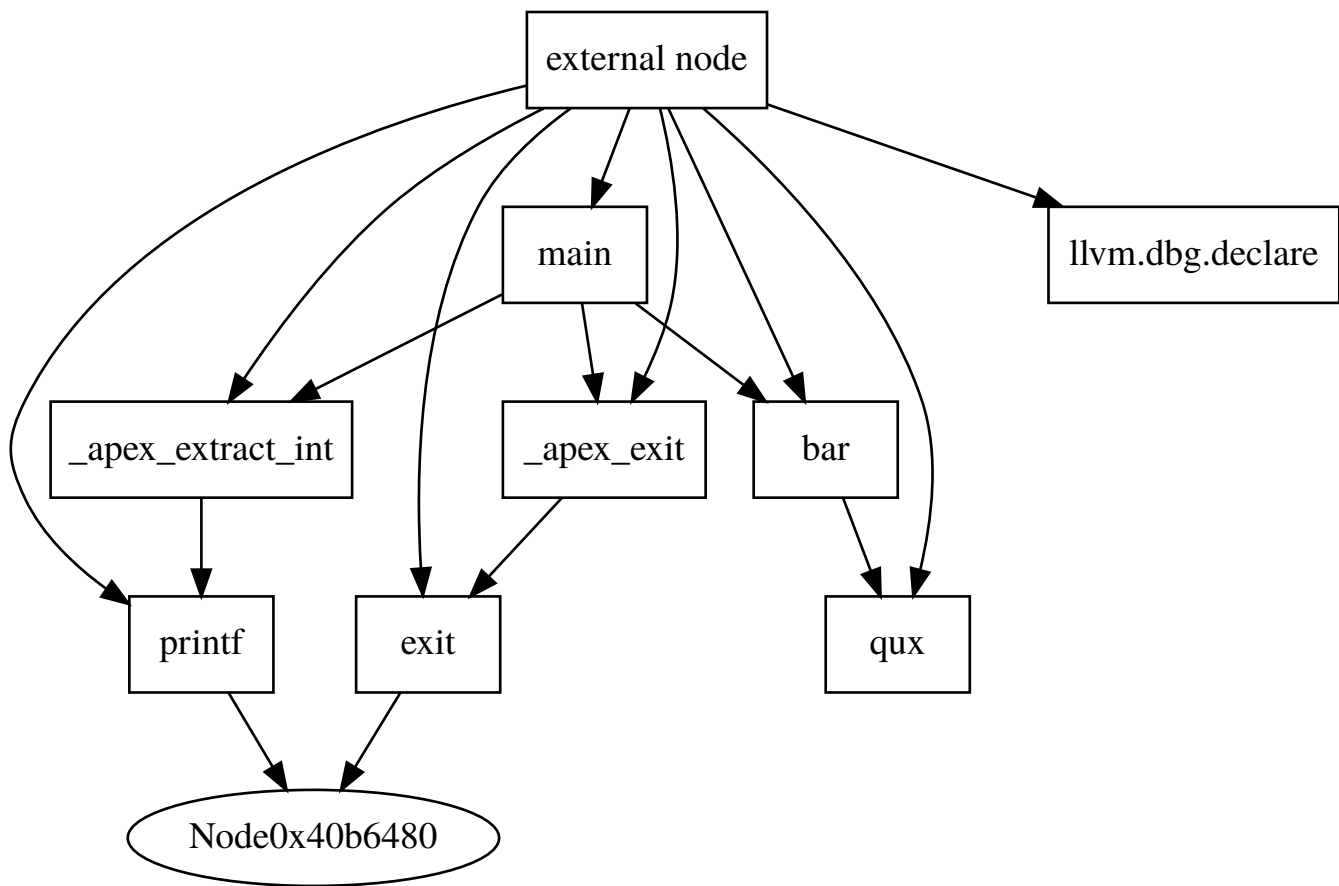 external node
main
llvm.dbg.declare
_apex_extract_int
_apex_exit
bar
printf
exit
qux
Node0x40b6480